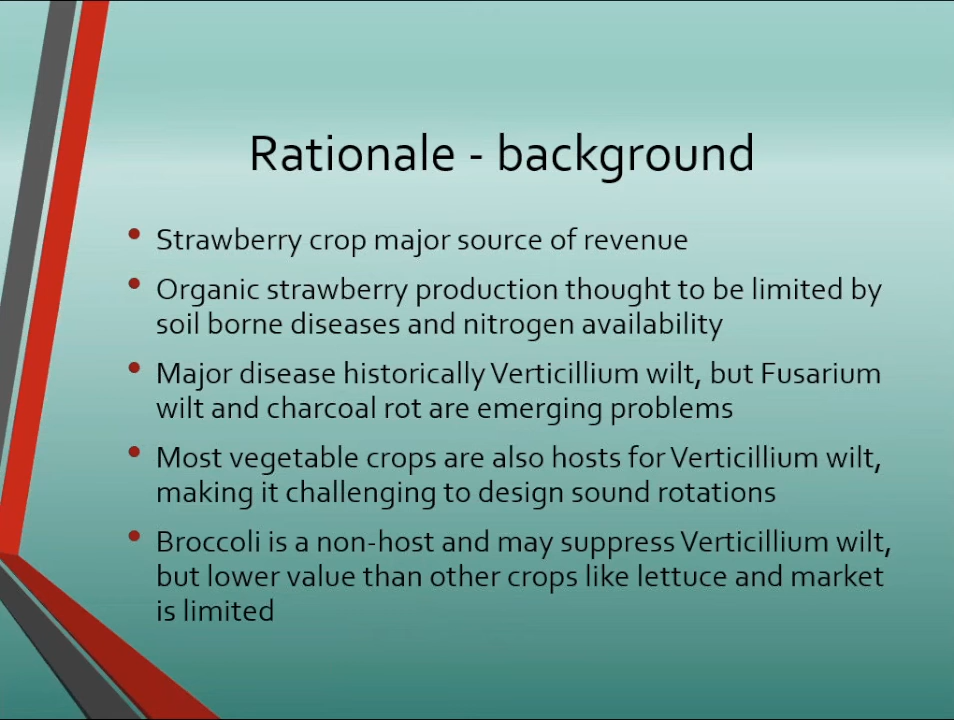 Rationale - background
• Strawberry crop major source of revenue
• Organic strawberry production thought to be limited by
soil borne diseases and nitrogen availability
• Major disease historically Verticillium wilt, but Fusarium
wilt and charcoal rot are emerging problems
• Most vegetable crops are also hosts for Verticillium wilt,
making it challenging to design sound rotations
• Broccoli is a non-host and may suppress Verticillium wilt,
but lower value than other crops like lettuce and market
is limited